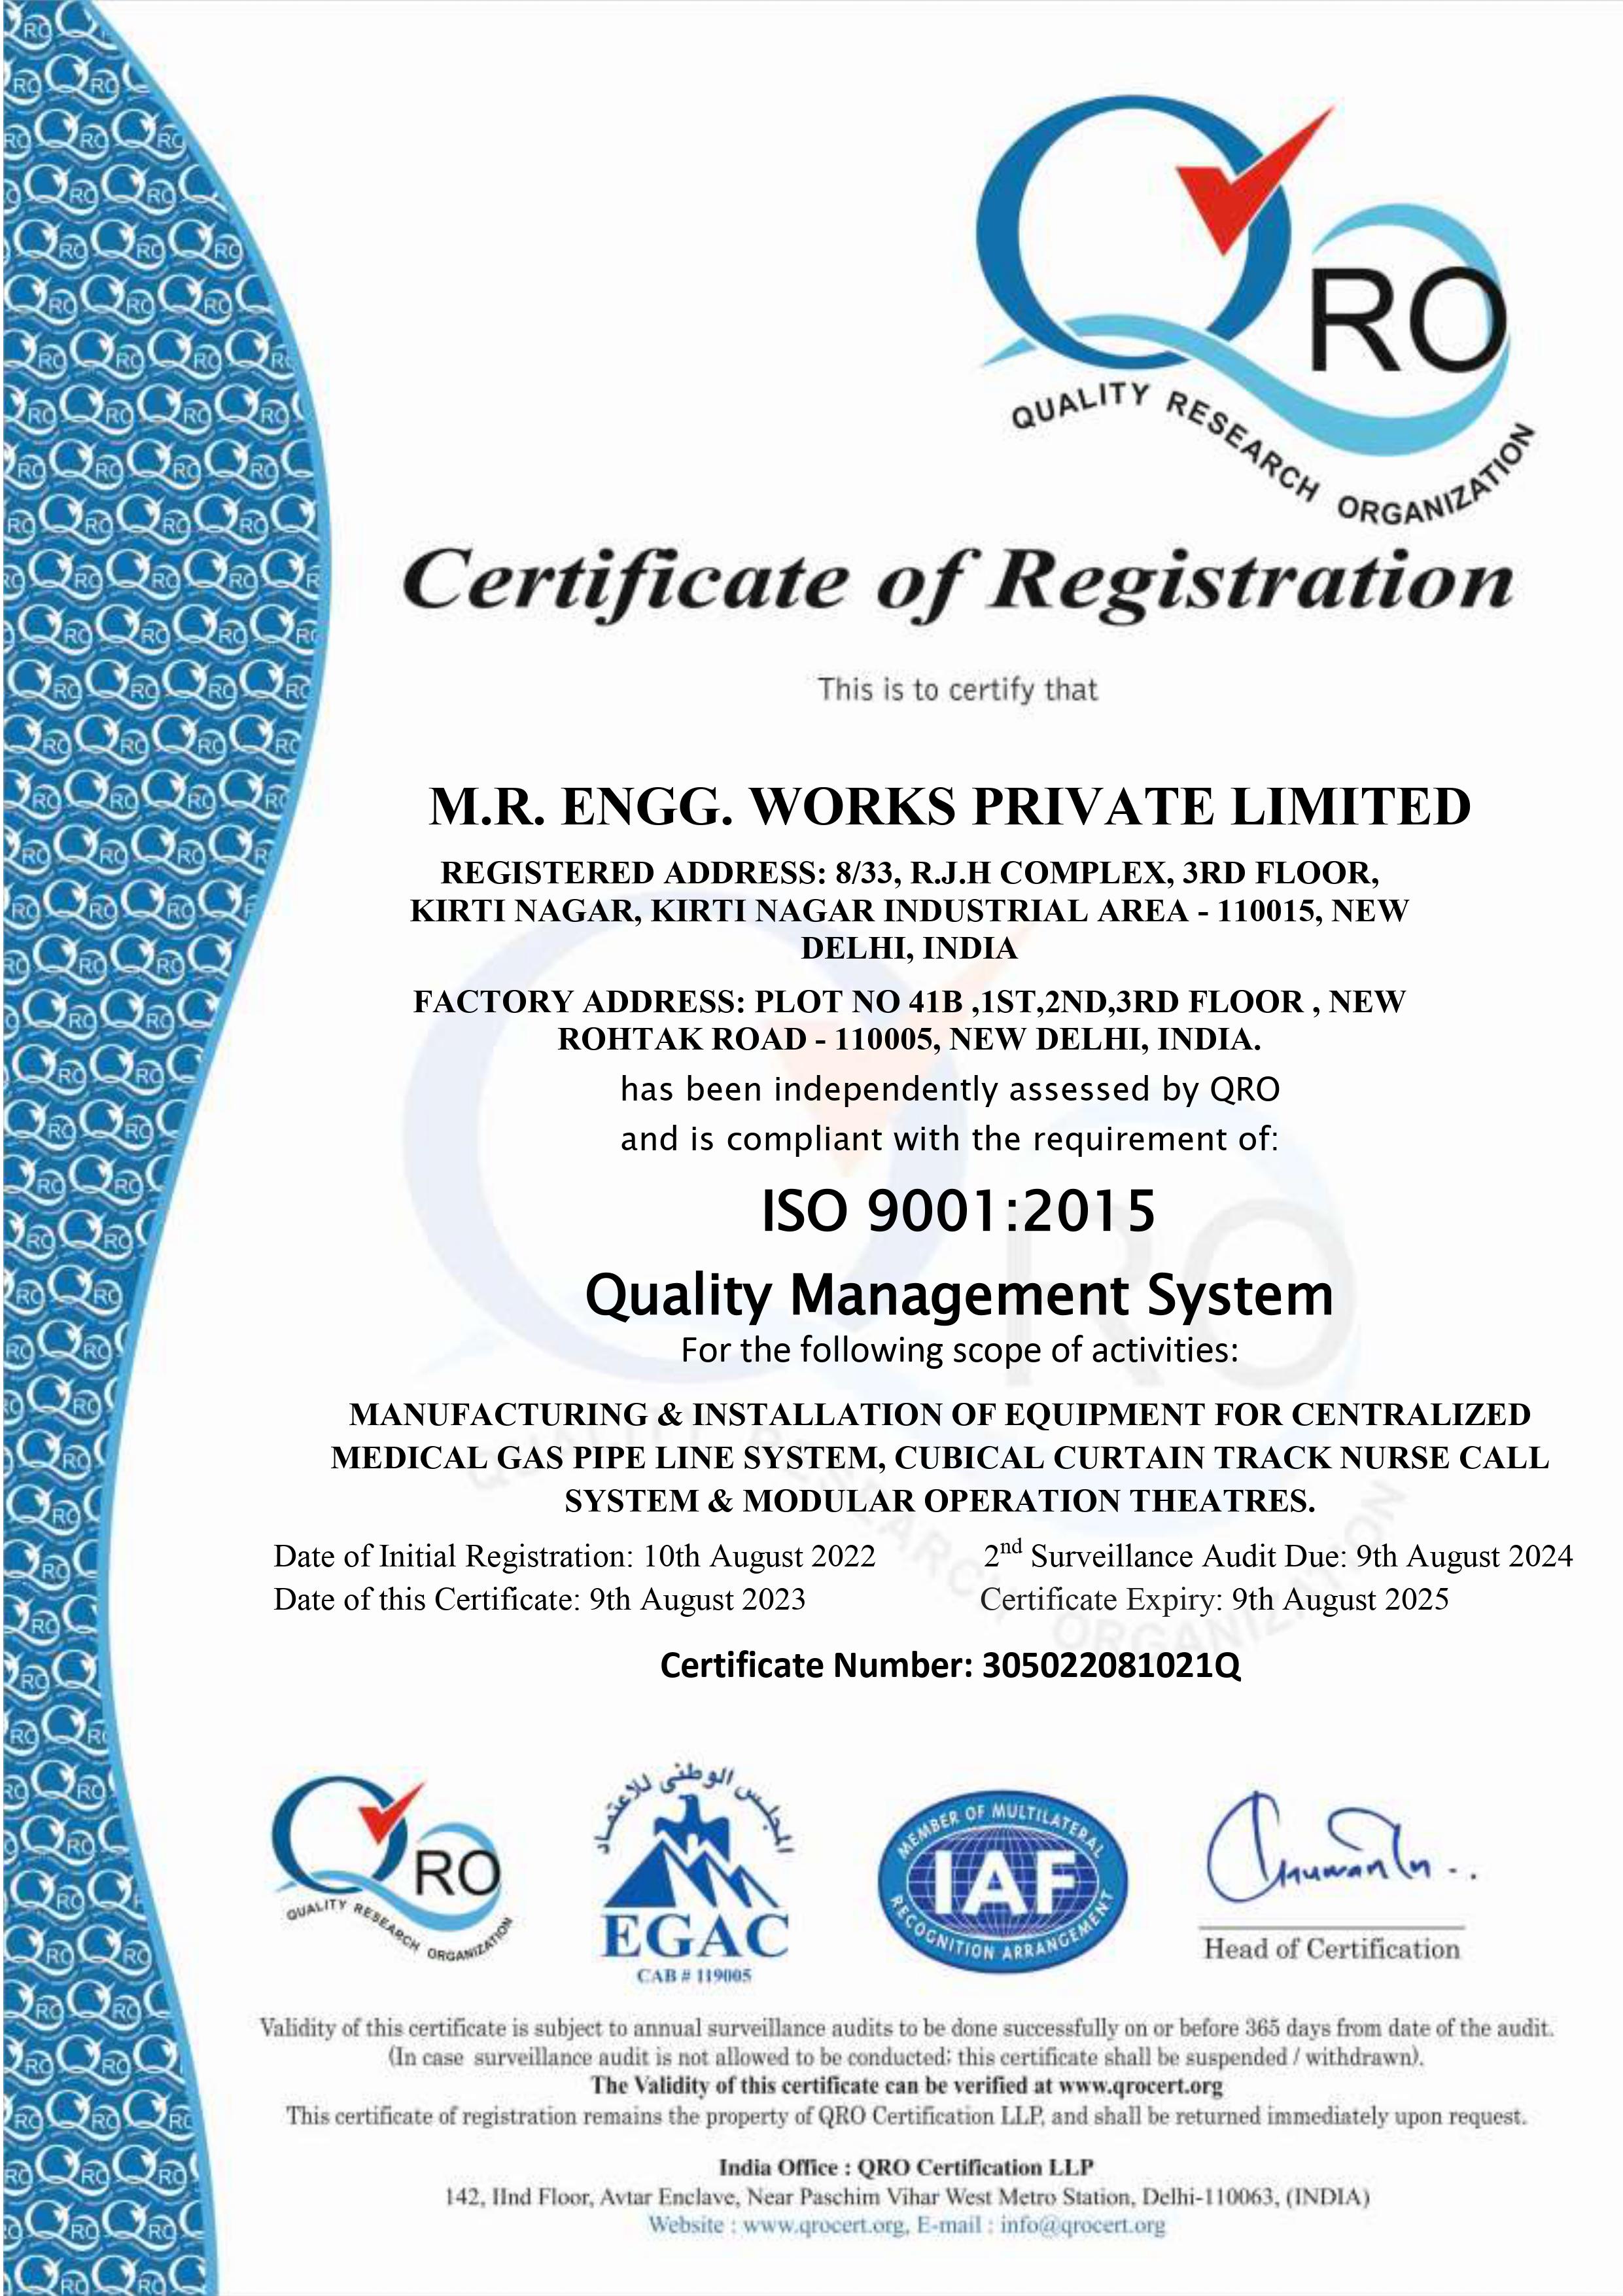 QRO
QUALITY RESEARCH ORGANIZATION
Certificate of Registration
This is to certify that
M.R. ENGG. WORKS PRIVATE LIMITED
REGISTERED ADDRESS: 8/33, R.J.H COMPLEX, 3RD FLOOR,
KIRTI NAGAR, KIRTI NAGAR INDUSTRIAL AREA - 110015, NEW
DELHI, INDIA
FACTORY ADDRESS: PLOT NO 41B ,1ST,2ND,3RD FLOOR , NEW
ROHTAK ROAD - 110005, NEW DELHI, INDIA.
has been independently assessed by QRO
and is compliant with the requirement of:
ISO 9001:2015
Quality Management System
For the following scope of activities:
MANUFACTURING & INSTALLATION OF EQUIPMENT FOR CENTRALIZED
MEDICAL GAS PIPE LINE SYSTEM, CUBICAL CURTAIN TRACK NURSE CALL
SYSTEM & MODULAR OPERATION THEATRES.
Date of Initial Registration: 10th August 2022 2nd Surveillance Audit Due: 9th August 2024
Date of this Certificate: 9th August 2023 Certificate Expiry: 9th August 2025
Certificate Number: 305022081021Q
QRO
QUALITY RESEARCH ORGANIZATION
المجلس الوطنى للاعتماد
EGAC
CAB # 119005
MEMBER OF MULTILATERAL
IAF
RECOGNITION ARRANGEMENT
Head of Certification
Validity of this certificate is subject to annual surveillance audits to be done successfully on or before 365 days from date of the audit.
(In case surveillance audit is not allowed to be conducted; this certificate shall be suspended / withdrawn).
The Validity of this certificate can be verified at www.qrocert.org
This certificate of registration remains the property of QRO Certification LLP, and shall be returned immediately upon request.
India Office : QRO Certification LLP
142, IInd Floor, Avtar Enclave, Near Paschim Vihar West Metro Station, Delhi-110063, (INDIA)
Website : www.qrocert.org, E-mail : info@qrocert.org